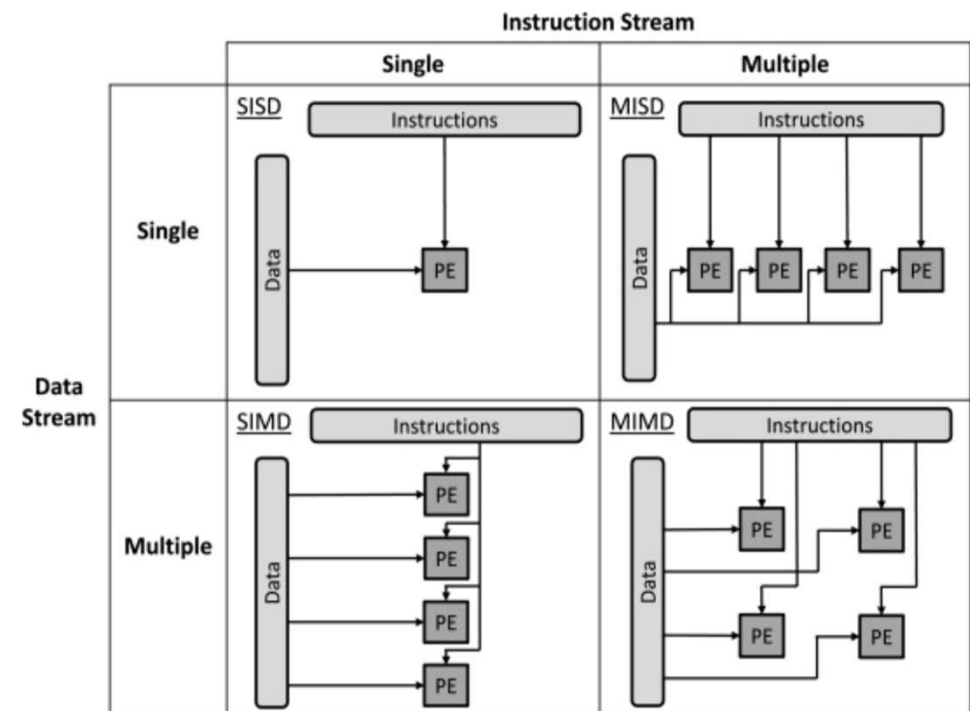 Instruction Stream
Single
Multiple
SISD
Instructions
Data
PE
MISD
Instructions
Data
PE
PE
PE
PE
Single
Data
Stream
Multiple
SIMD
Instructions
Data
PE
PE
PE
PE
MIMD
Instructions
Data
PE
PE
PE
PE